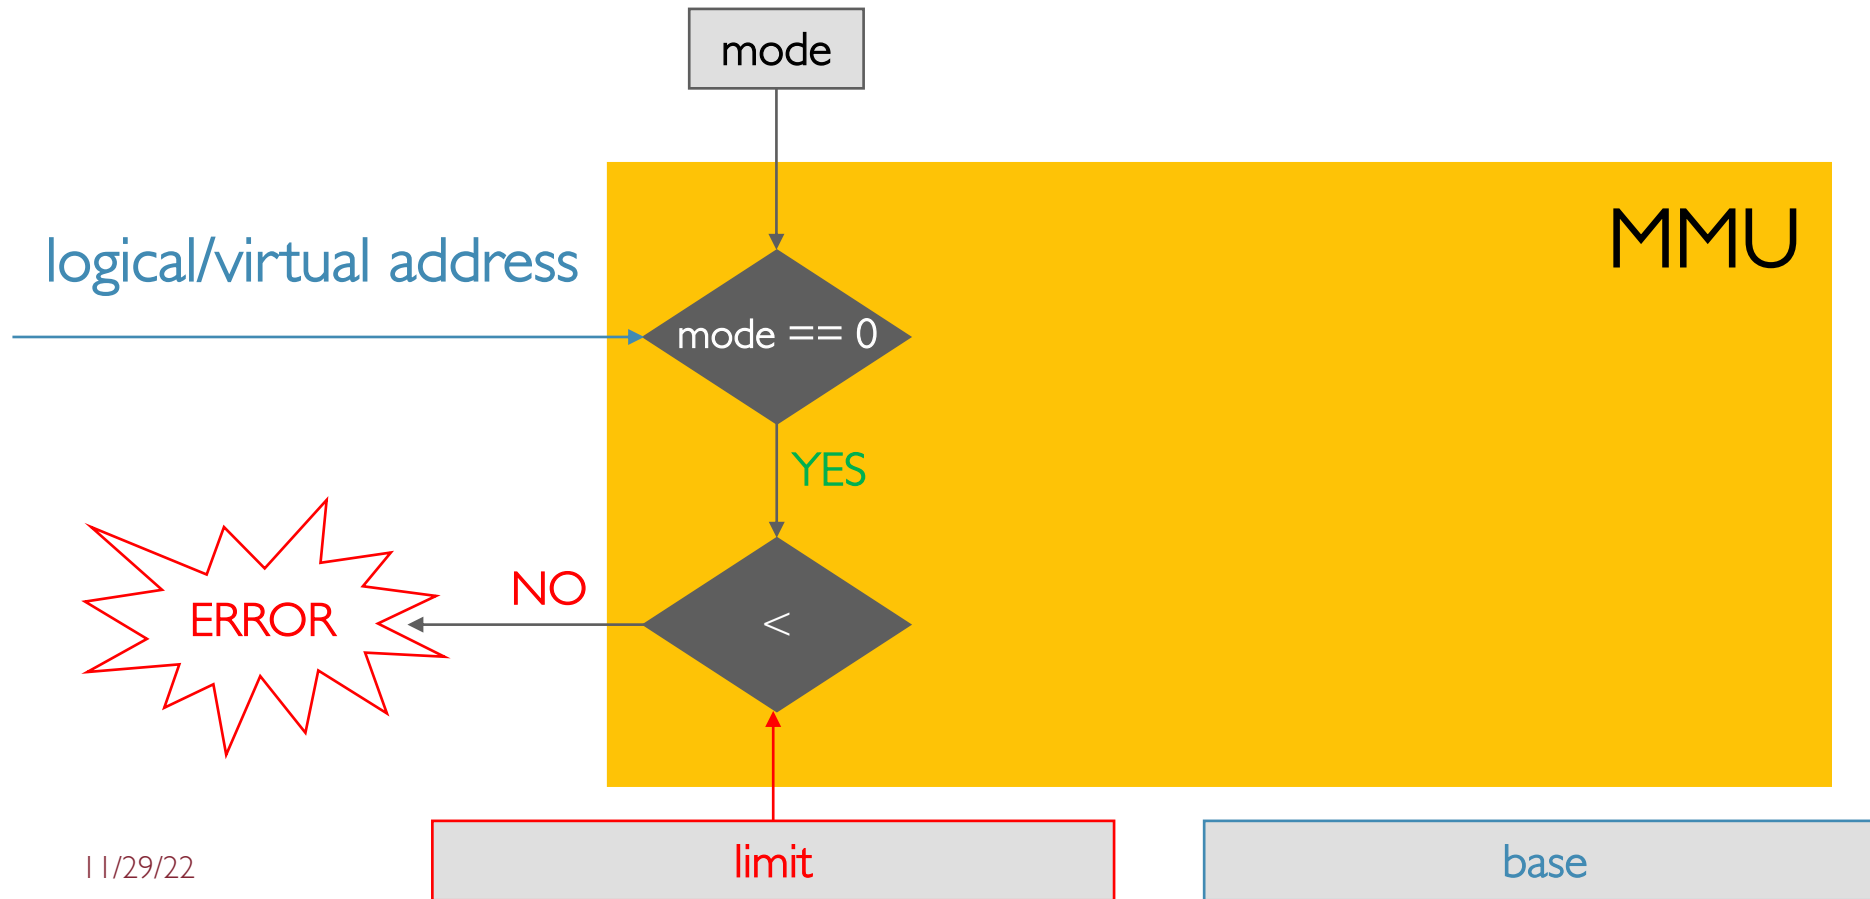 mode
MMU
logical/virtual address
mode == 0
YES
NO
ERROR
<
limit
base
11/29/22